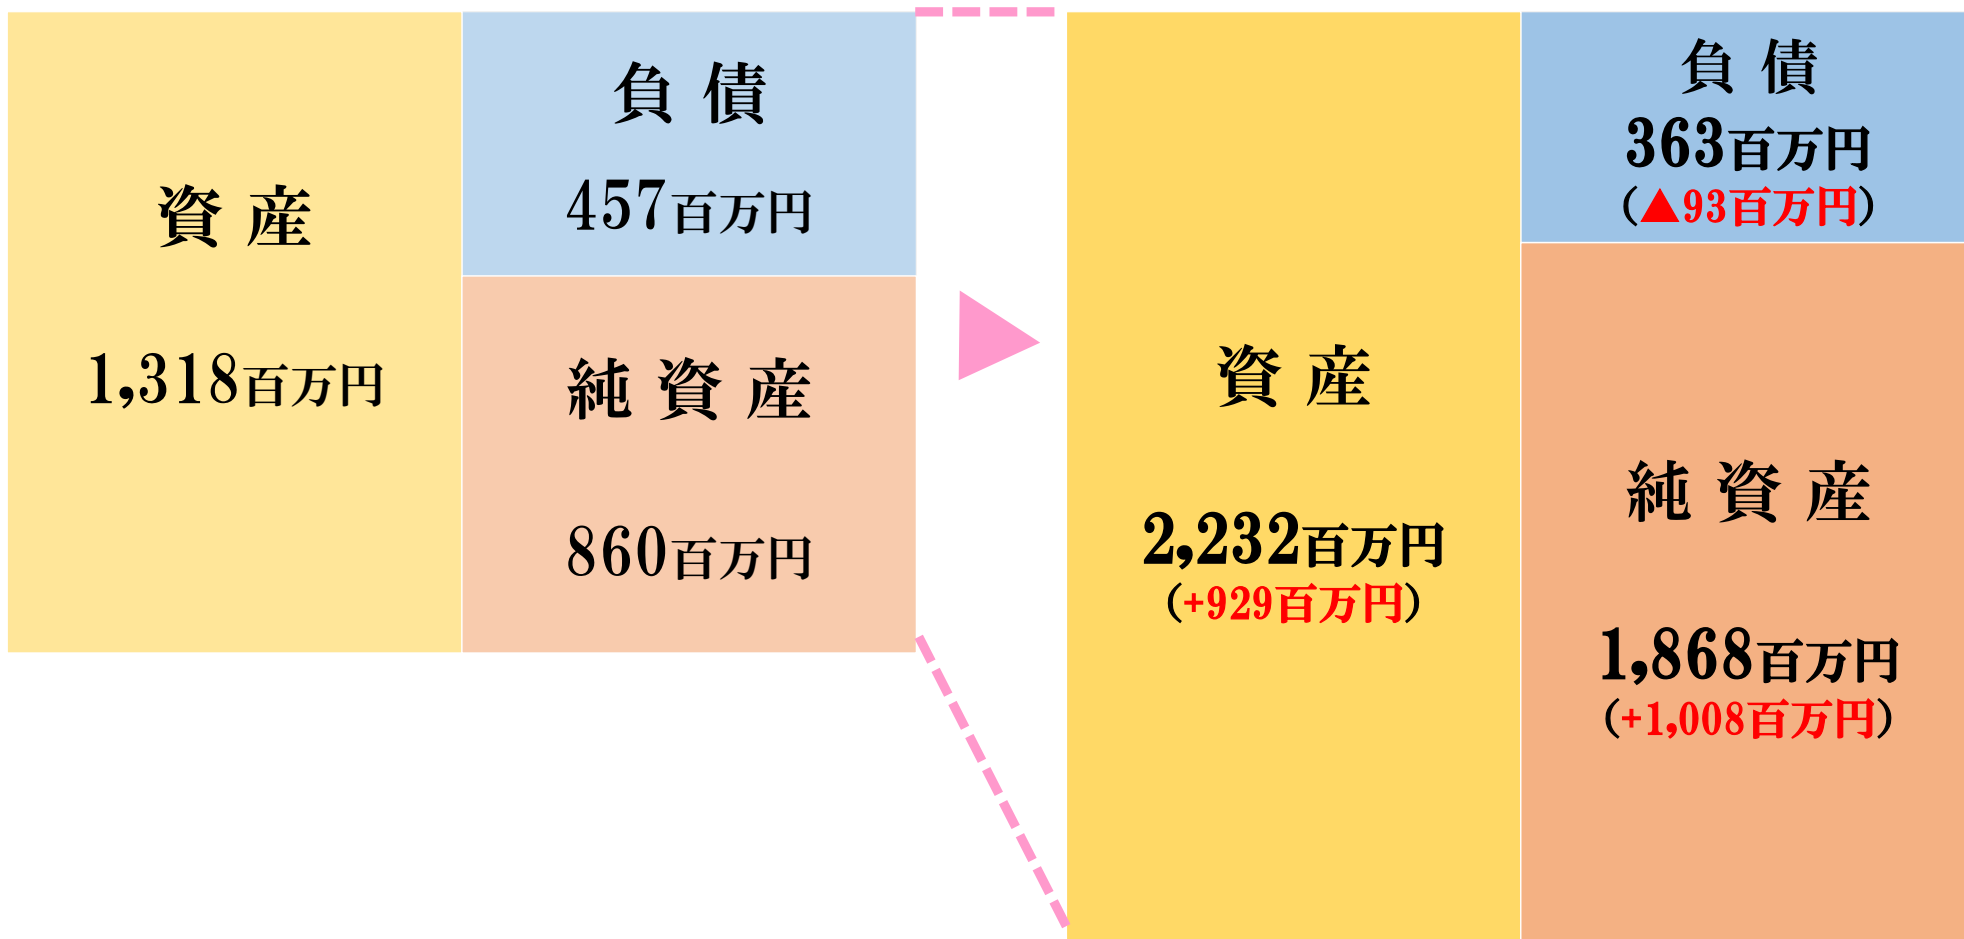 資産
1,318百万円
負債
457百万円
純資産
860百万円
資産
2,232百万円
(+929百万円)
負債
363百万円
(▲93百万円)
純資産
1,868百万円
(+1,008百万円)